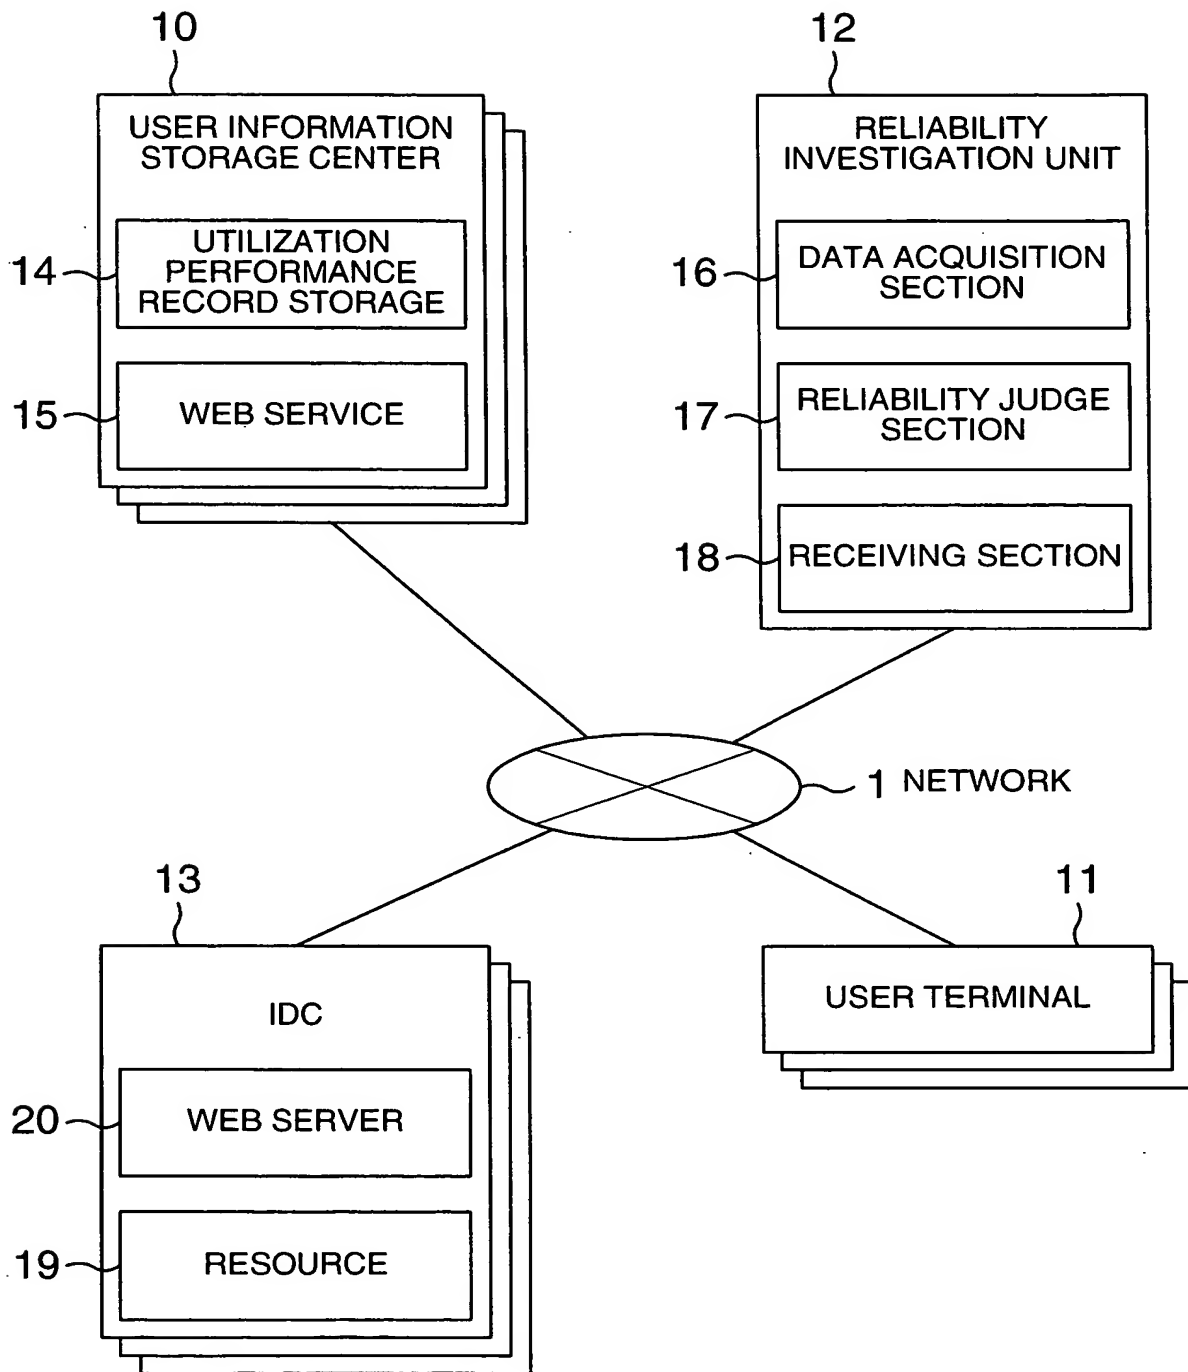 10
USER INFORMATION
STORAGE CENTER
14
UTILIZATION
PERFORMANCE
RECORD STORAGE
15
WEB SERVICE
12
RELIABILITY
INVESTIGATION UNIT
16
DATA ACQUISITION
SECTION
17
RELIABILITY JUDGE
SECTION
18
RECEIVING SECTION
1 NETWORK
13
IDC
20
WEB SERVER
19
RESOURCE
11
USER TERMINAL